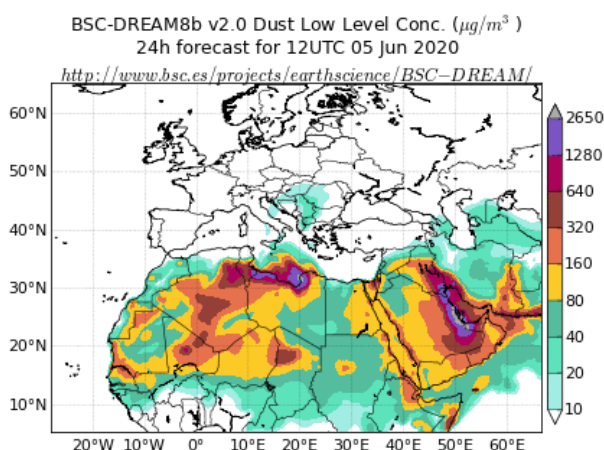 BSC-DREAM8b v2.0 Dust Low Level Conc. (μg/m³ )
24h forecast for 12UTC 05 Jun 2020
http://www.bsc.es/projects/earthscience/BSC−DREAM/
60°N
50°N
40°N
30°N
20°N
10°N
20°W 10°W 0° 10°E 20°E 30°E 40°E 50°E 60°E
2650
1280
640
320
160
80
40
20
10